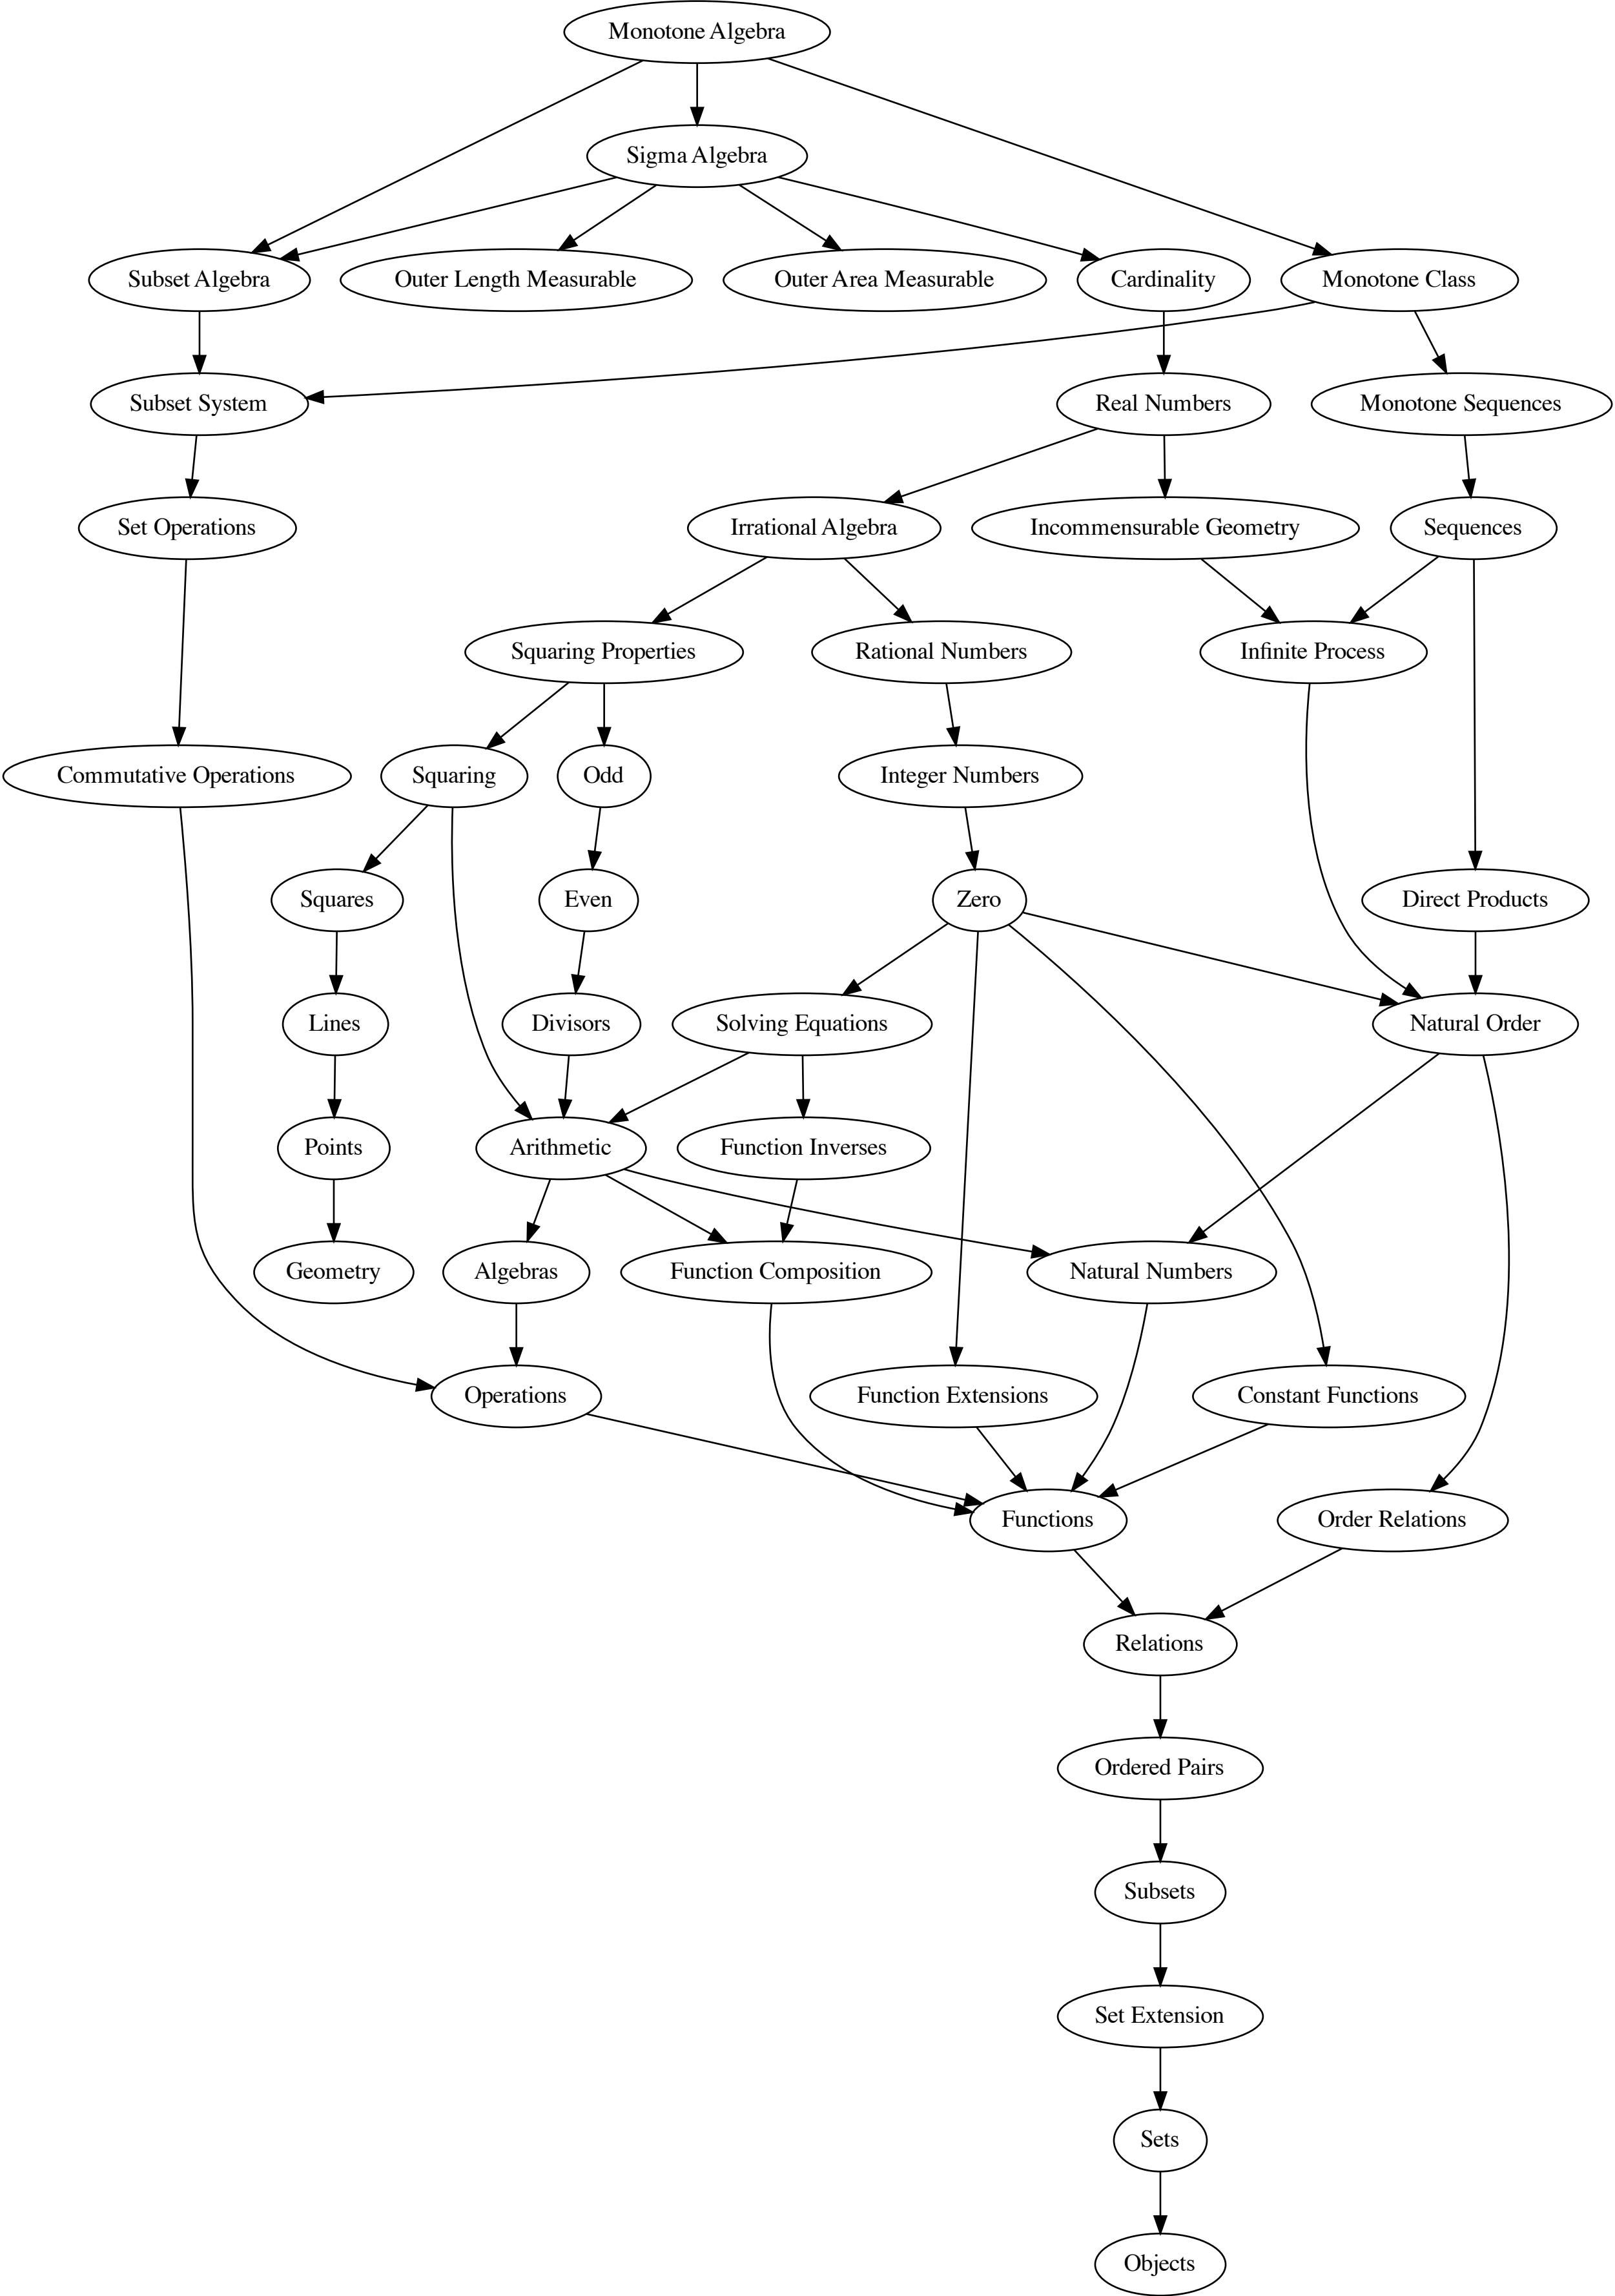 Monotone Algebra
Sigma Algebra
Subset Algebra
Outer Length Measurable
Outer Area Measurable
Cardinality
Monotone Class
Subset System
Real Numbers
Monotone Sequences
Set Operations
Irrational Algebra
Incommensurable Geometry
Sequences
Squaring Properties
Rational Numbers
Infinite Process
Commutative Operations
Squaring
Odd
Integer Numbers
Squares
Even
Zero
Direct Products
Lines
Divisors
Solving Equations
Natural Order
Points
Arithmetic
Function Inverses
Geometry
Algebras
Function Composition
Natural Numbers
Operations
Function Extensions
Constant Functions
Functions
Order Relations
Relations
Ordered Pairs
Subsets
Set Extension
Sets
Objects